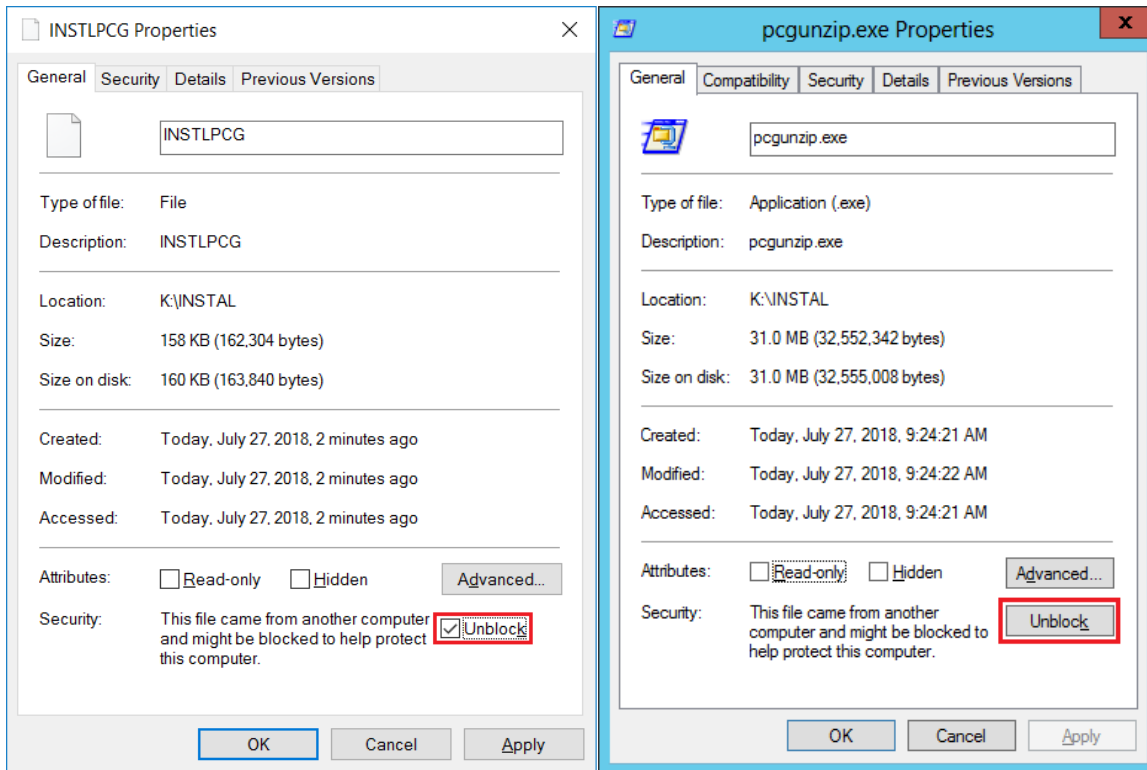 INSTLPCG Properties
General Security Details Previous Versions
INSTLPCG
Type of file: File
Description: INSTLPCG
Location: K:\INSTAL
Size: 158 KB (162,304 bytes)
Size on disk: 160 KB (163,840 bytes)
Created: Today, July 27, 2018, 2 minutes ago
Modified: Today, July 27, 2018, 2 minutes ago
Accessed: Today, July 27, 2018, 2 minutes ago
Attributes: Read-only Hidden Advanced...
Security: This file came from another computer
and might be blocked to help protect
this computer.
Unblock
OK Cancel Apply
pcgunzip.exe Properties
x
General Compatibility Security Details Previous Versions
pcgunzip.exe
Type of file: Application (.exe)
Description: pcgunzip.exe
Location: K:\INSTAL
Size: 31.0 MB (32,552,342 bytes)
Size on disk: 31.0 MB (32,555,008 bytes)
Created: Today, July 27, 2018, 9:24:21 AM
Modified: Today, July 27, 2018, 9:24:22 AM
Accessed: Today, July 27, 2018, 9:24:21 AM
Attributes: Read-only Hidden Advanced...
Security: This file came from another
computer and might be blocked to
help protect this computer.
Unblock
OK Cancel Apply